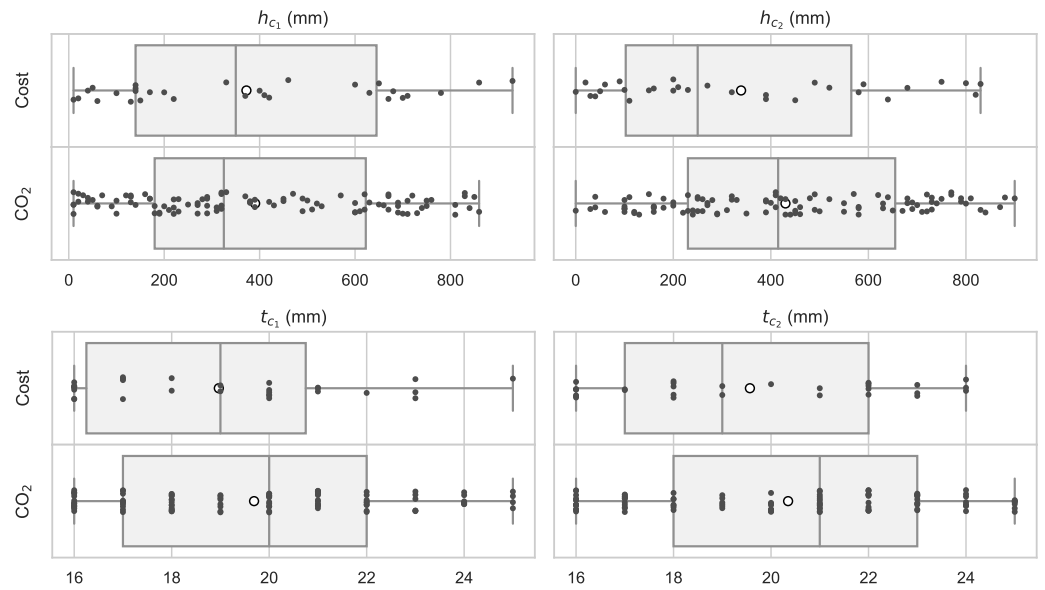 h_c₁ (mm) h_c₂ (mm)
Cost
CO₂
0 200 400 600 800 0 200 400 600 800
t_c₁ (mm) t_c₂ (mm)
Cost
CO₂
16 18 20 22 24 16 18 20 22 24